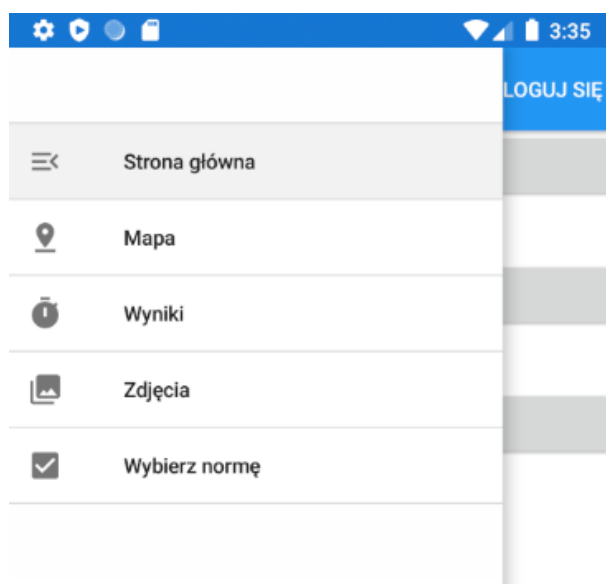 3:35
LOGUJ SIĘ
Strona główna
Mapa
Wyniki
Zdjęcia
Wybierz normę